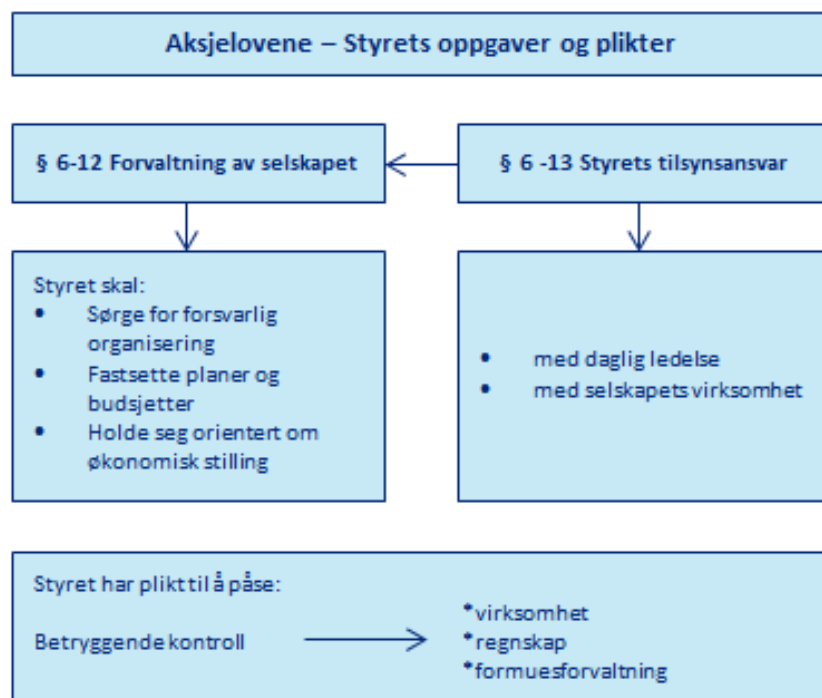 Aksjelovene – Styrets oppgaver og plikter
§ 6-12 Forvaltning av selskapet
§ 6 -13 Styrets tilsynsansvar
Styret skal:
• Sørge for forsvarlig
organisering
• Fastsette planer og
budsjetter
• Holde seg orientert om
økonomisk stilling
• med daglig ledelse
• med selskapets virksomhet
Styret har plikt til å påse:
Betryggende kontroll
*virksomhet
*regnskap
*formuesforvaltning